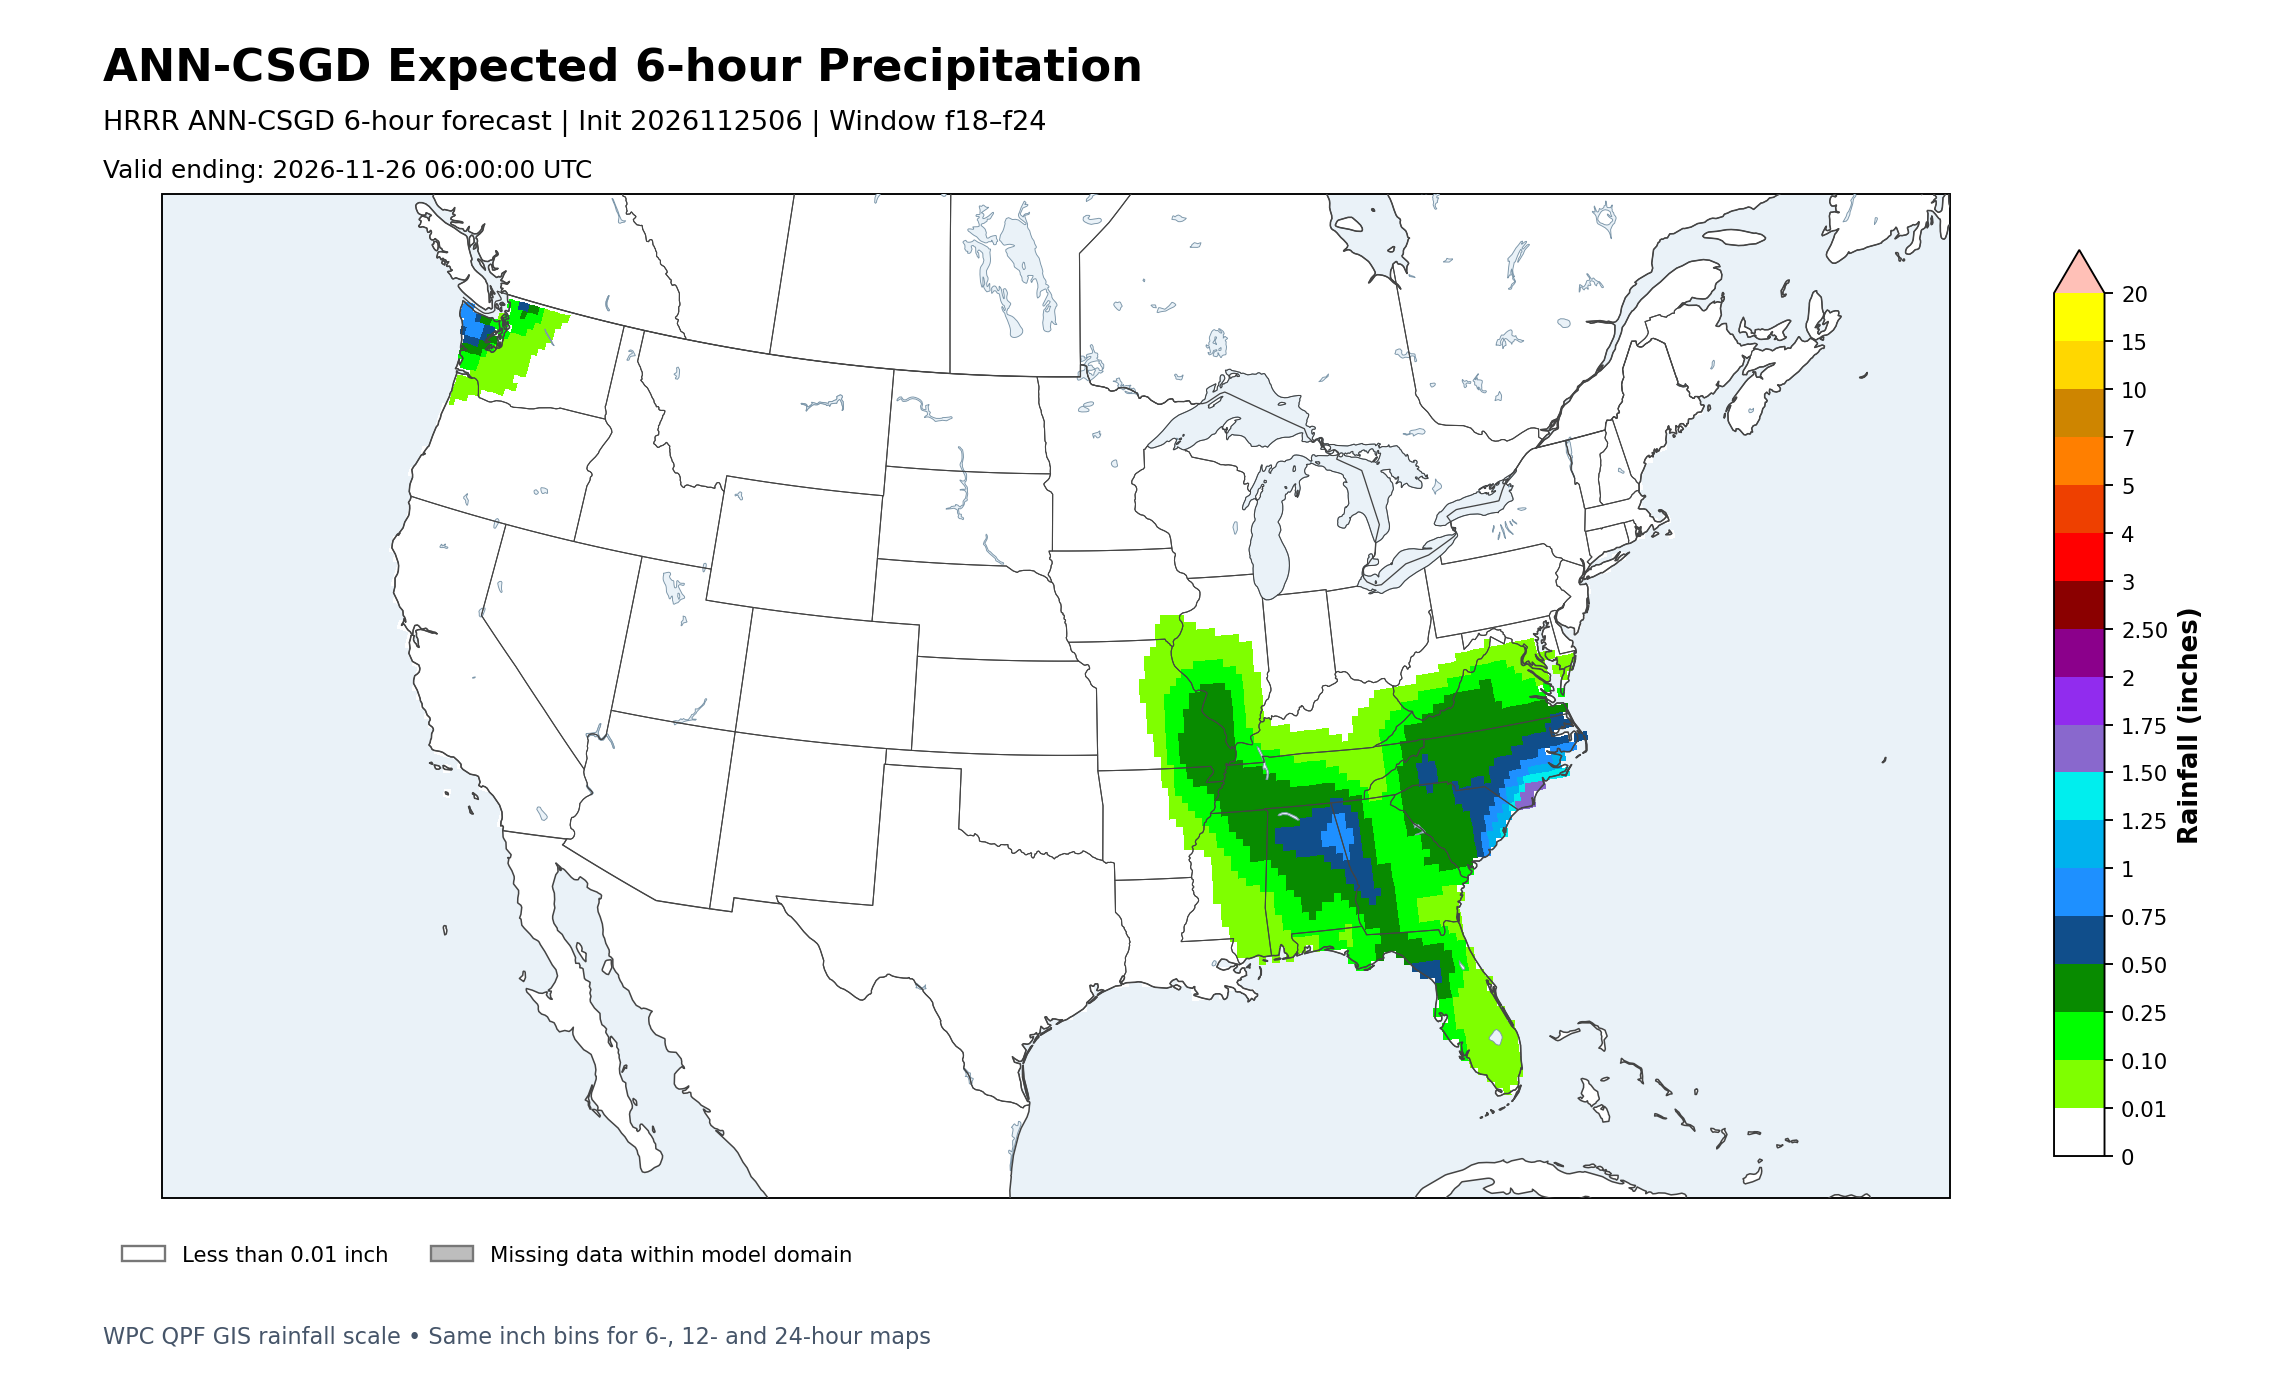 ANN-CSGD Expected 6-hour Precipitation
HRRR ANN-CSGD 6-hour forecast | Init 2026112506 | Window f18–f24
Valid ending: 2026-11-26 06:00:00 UTC
20
15
10
7
5
4
3
2.50
2
1.75
1.50
1.25
1
0.75
0.50
0.25
0.10
0.01
0
Rainfall (inches)
Less than 0.01 inch
Missing data within model domain
WPC QPF GIS rainfall scale • Same inch bins for 6-, 12- and 24-hour maps